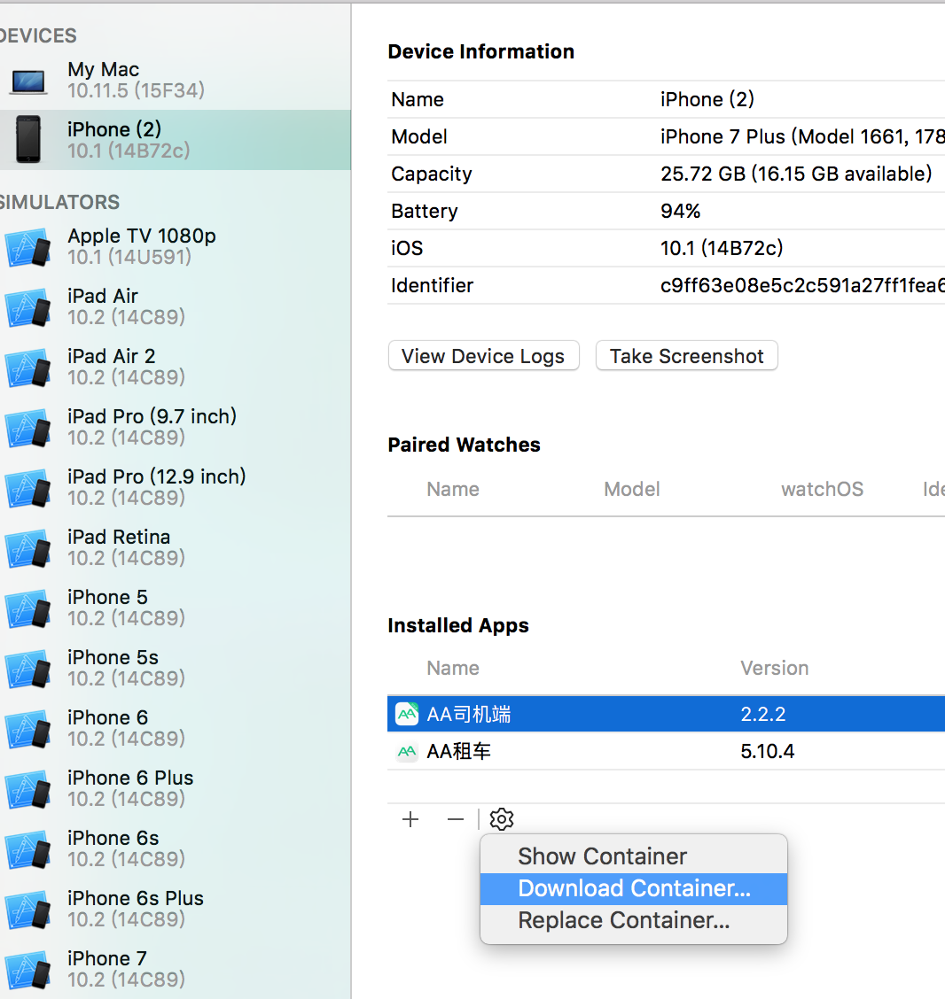 DEVICES
My Mac
10.11.5 (15F34)
iPhone (2)
10.1 (14B72c)
SIMULATORS
Apple TV 1080p
10.1 (14U591)
iPad Air
10.2 (14C89)
iPad Air 2
10.2 (14C89)
iPad Pro (9.7 inch)
10.2 (14C89)
iPad Pro (12.9 inch)
10.2 (14C89)
iPad Retina
10.2 (14C89)
iPhone 5
10.2 (14C89)
iPhone 5s
10.2 (14C89)
iPhone 6
10.2 (14C89)
iPhone 6 Plus
10.2 (14C89)
iPhone 6s
10.2 (14C89)
iPhone 6s Plus
10.2 (14C89)
iPhone 7
10.2 (14C89)
Device Information
Name iPhone (2)
Model iPhone 7 Plus (Model 1661, 178
Capacity 25.72 GB (16.15 GB available)
Battery 94%
iOS 10.1 (14B72c)
Identifier c9ff63e08e5c2c591a27ff1fea6
View Device Logs Take Screenshot
Paired Watches
Name Model watchOS Ide
Installed Apps
Name Version
AA司机端 2.2.2
AA租车 5.10.4
Show Container
Download Container...
Replace Container...